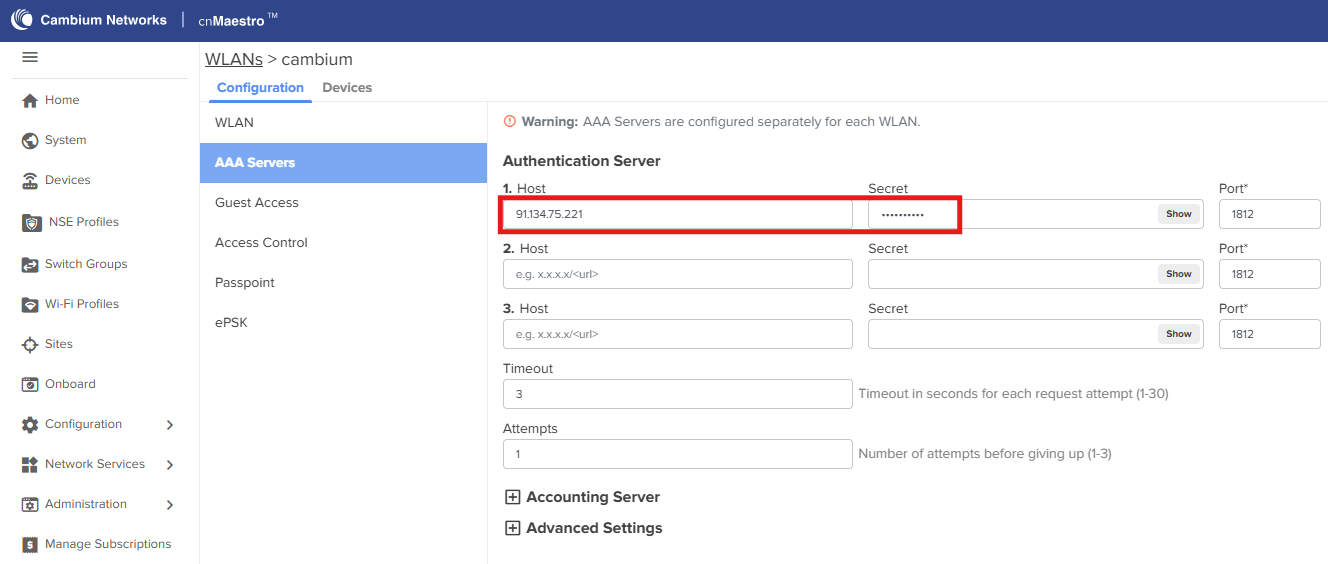 Cambium Networks | cnMaestro™
WLANs > cambium
Configuration Devices
Home
System
Devices
NSE Profiles
Switch Groups
Wi-Fi Profiles
Sites
Onboard
Configuration
Network Services
Administration
Manage Subscriptions
WLAN
AAA Servers
Guest Access
Access Control
Passpoint
ePSK
Warning: AAA Servers are configured separately for each WLAN.
Authentication Server
1. Host Secret Port*
91.134.75.221 •••••••••• Show 1812
2. Host Secret Port*
e.g. x.x.x.x/<url> Show 1812
3. Host Secret Port*
e.g. x.x.x.x/<url> Show 1812
Timeout
3 Timeout in seconds for each request attempt (1-30)
Attempts
1 Number of attempts before giving up (1-3)
Accounting Server
Advanced Settings